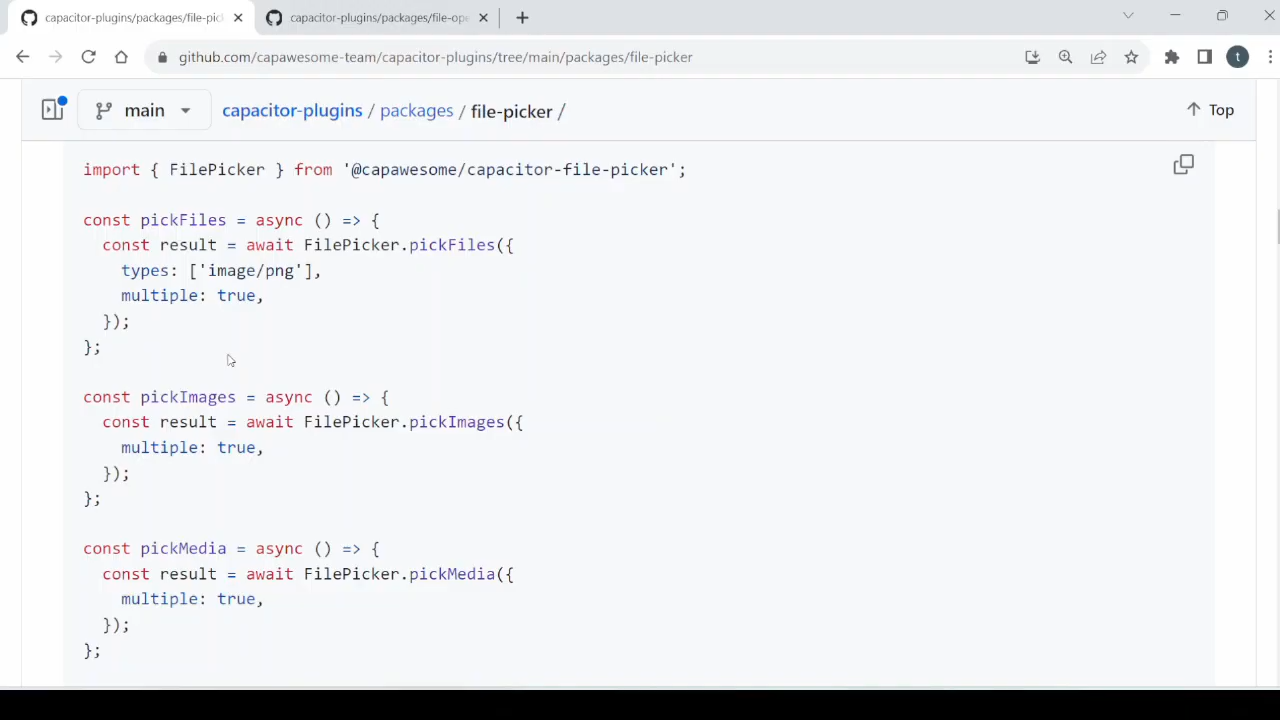 capacitor-plugins/packages/file-pic
capacitor-plugins/packages/file-ope
github.com/capawesome-team/capacitor-plugins/tree/main/packages/file-picker
t
main
capacitor-plugins / packages / file-picker /
Top
import { FilePicker } from '@capawesome/capacitor-file-picker';
const pickFiles = async () => {
const result = await FilePicker.pickFiles({
types: ['image/png'],
multiple: true,
});
};
const pickImages = async () => {
const result = await FilePicker.pickImages({
multiple: true,
});
};
const pickMedia = async () => {
const result = await FilePicker.pickMedia({
multiple: true,
});
};